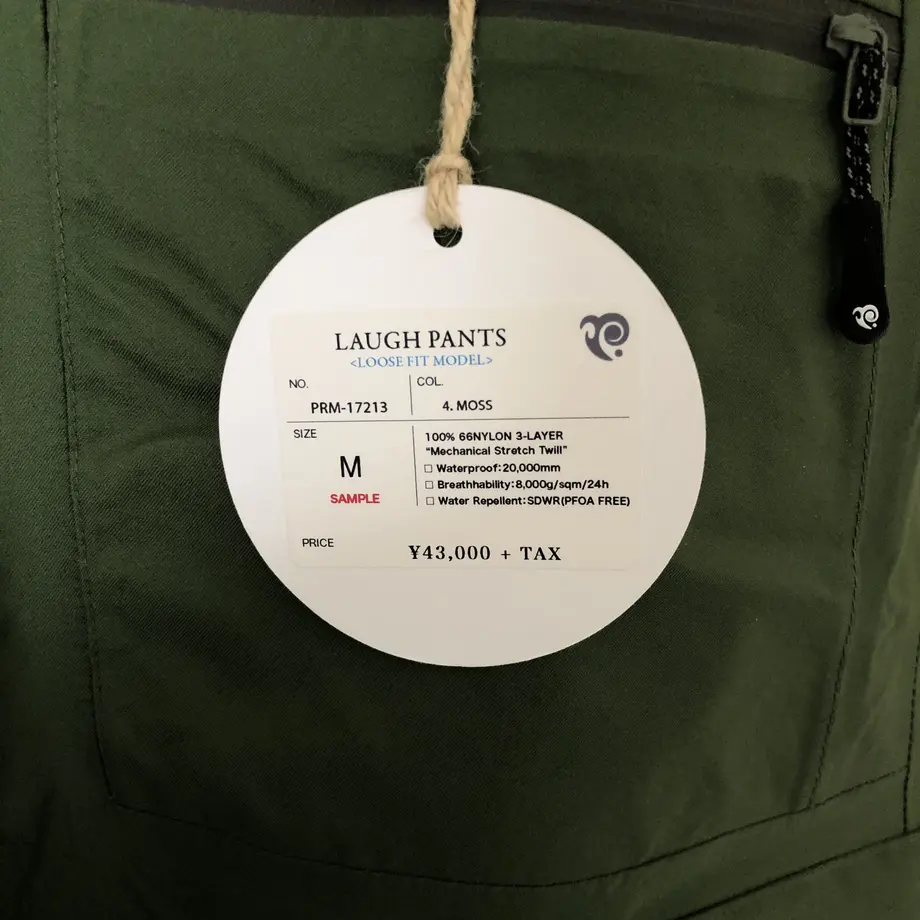 LAUGH PANTS
<LOOSE FIT MODEL>
NO.
COL.
PRM-17213
4. MOSS
SIZE
M
SAMPLE
100% 66NYLON 3-LAYER
“Mechanical Stretch Twill”
□ Waterproof:20,000mm
□ Breathhability:8,000g/sqm/24h
□ Water Repellent:SDWR(PFOA FREE)
PRICE
¥43,000 + TAX